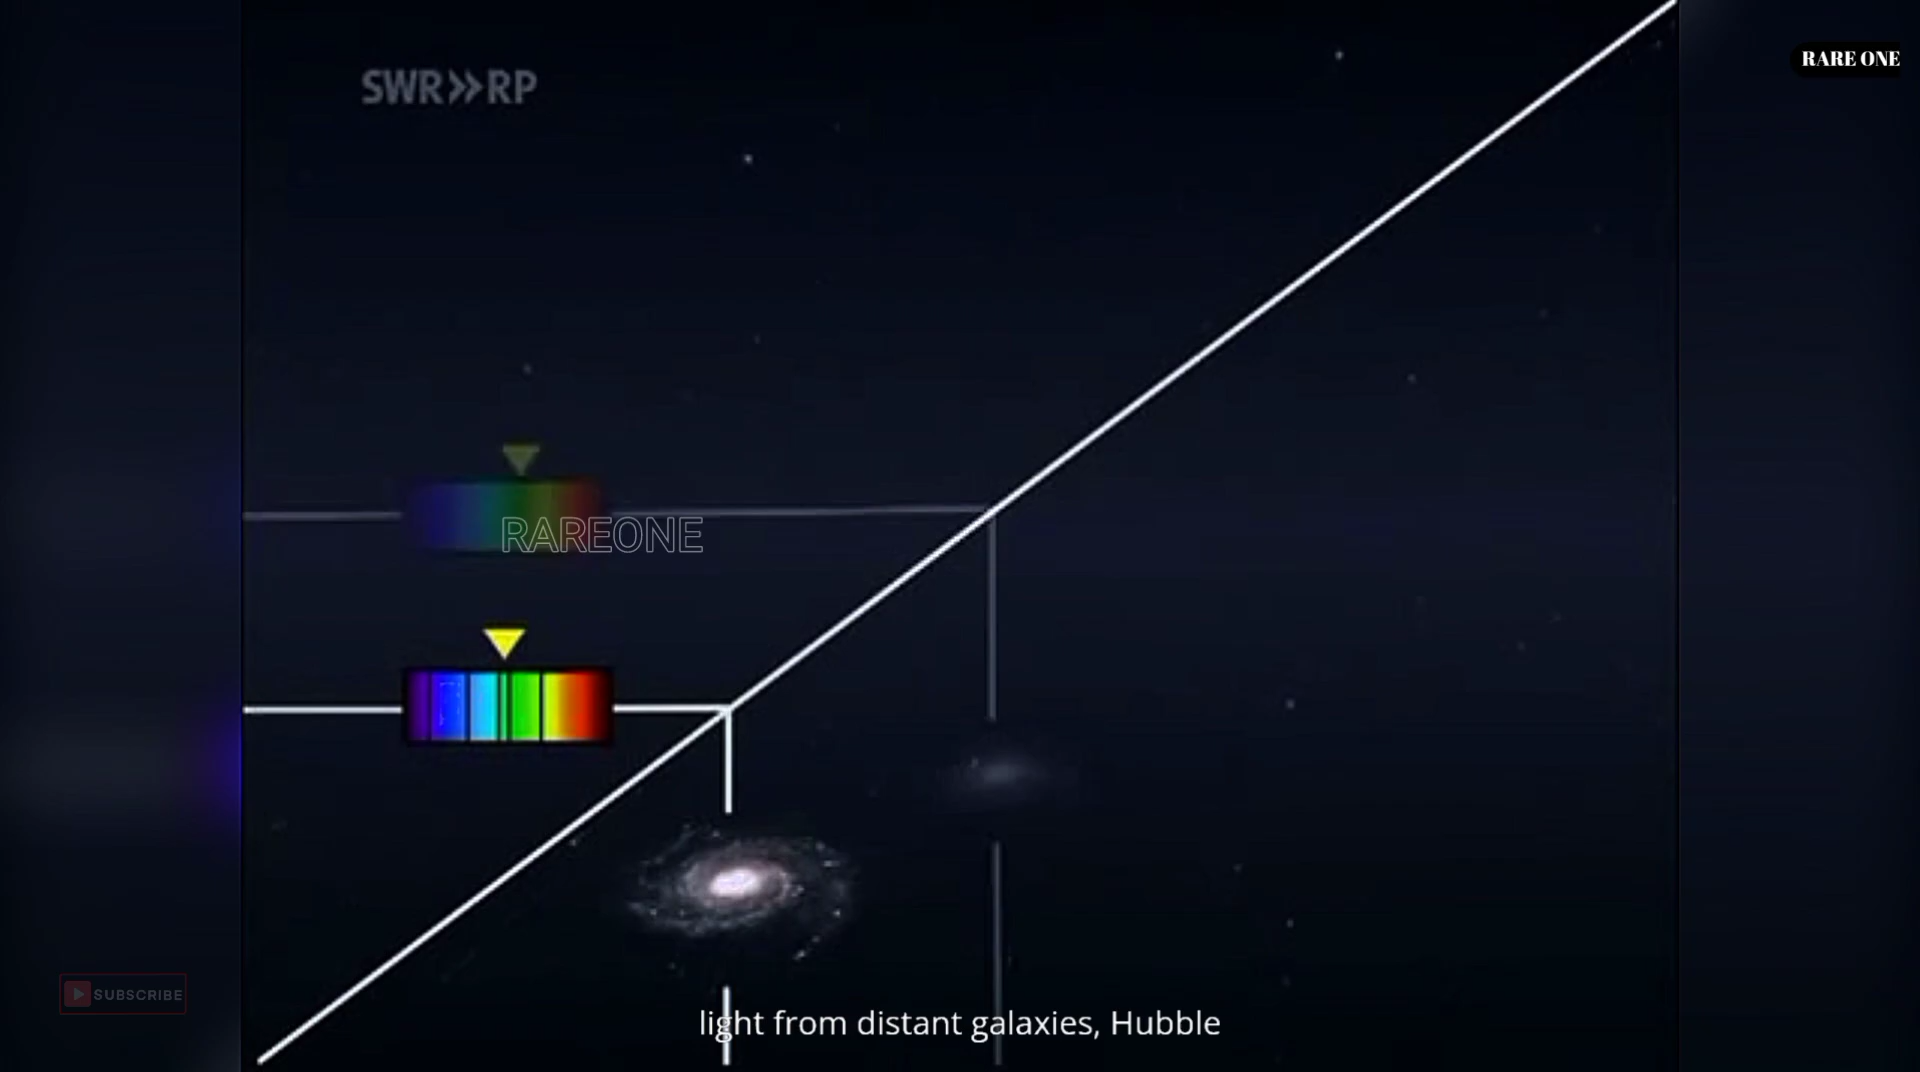 SWR»RP
RARE ONE
RAREONE
SUBSCRIBE
light from distant galaxies, Hubble